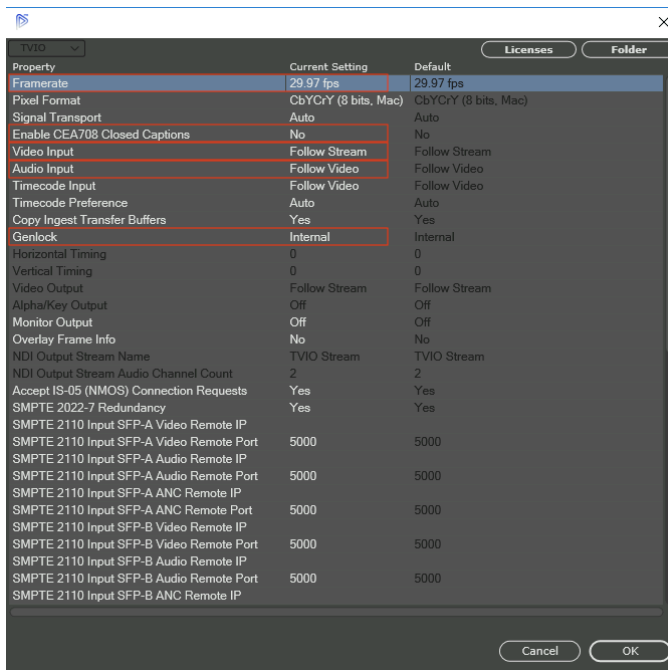 TVIO
Licenses Folder
Property Current Setting Default
Framerate 29.97 fps 29.97 fps
Pixel Format CbYCrY (8 bits, Mac) CbYCrY (8 bits, Mac)
Signal Transport Auto Auto
Enable CEA708 Closed Captions No No
Video Input Follow Stream Follow Stream
Audio Input Follow Video Follow Video
Timecode Input Follow Video Follow Video
Timecode Preference Auto Auto
Copy Ingest Transfer Buffers Yes Yes
Genlock Internal Internal
Horizontal Timing 0 0
Vertical Timing 0 0
Video Output Follow Stream Follow Stream
Alpha/Key Output Off Off
Monitor Output Off Off
Overlay Frame Info No No
NDI Output Stream Name TVIO Stream TVIO Stream
NDI Output Stream Audio Channel Count 2 2
Accept IS-05 (NMOS) Connection Requests Yes Yes
SMPTE 2022-7 Redundancy Yes Yes
SMPTE 2110 Input SFP-A Video Remote IP
SMPTE 2110 Input SFP-A Video Remote Port 5000 5000
SMPTE 2110 Input SFP-A Audio Remote IP
SMPTE 2110 Input SFP-A Audio Remote Port 5000 5000
SMPTE 2110 Input SFP-A ANC Remote IP
SMPTE 2110 Input SFP-A ANC Remote Port 5000 5000
SMPTE 2110 Input SFP-B Video Remote IP
SMPTE 2110 Input SFP-B Video Remote Port 5000 5000
SMPTE 2110 Input SFP-B Audio Remote IP
SMPTE 2110 Input SFP-B Audio Remote Port 5000 5000
SMPTE 2110 Input SFP-B ANC Remote IP
Cancel OK